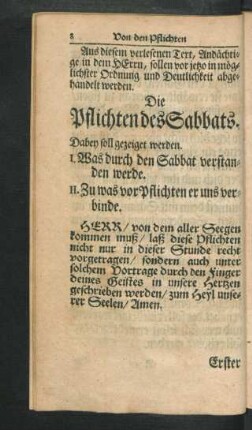 8 Von den Pflichten
Aus diesem verlesenen Text, Andächti-
ge in dem HErrn, sollen vor jetzo in mög-
lichster Ordnung und Deutlichkeit abge-
handelt werden.
Die
Pflichten des Sabbats.
Dabey soll gezeiget werden.
I. Was durch den Sabbat verstan-
den werde.
II. Zu was vor Pflichten er uns ver-
binde.
HERR / von dem aller Seegen
kommen muß / laß diese Pflichten
nicht nur in dieser Stunde recht
vorgetragen / sondern auch unter
solchem Vortrage durch den Finger
deines Geistes in unsere Hertzen
geschrieben werden / zum Heyl unse-
rer Seelen / Amen.
Erster